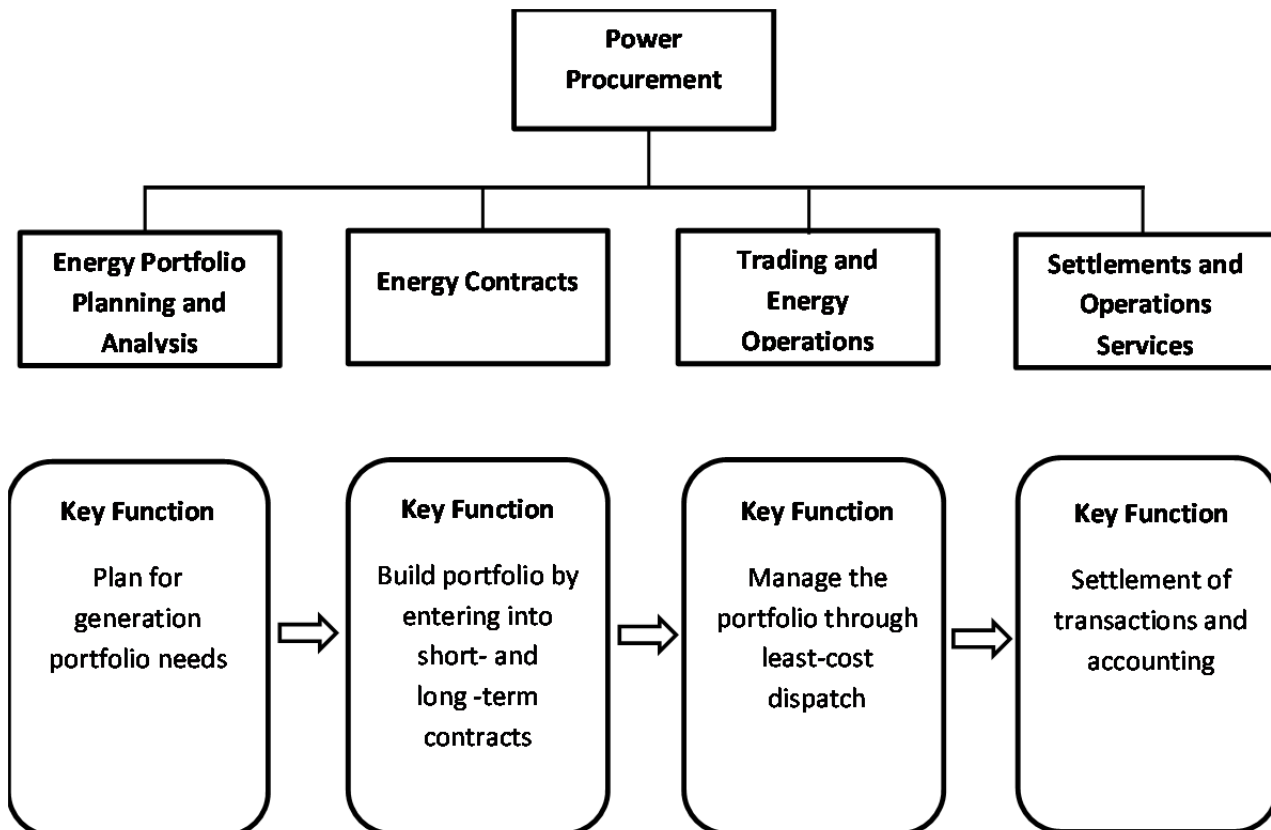 Power
Procurement
Energy Portfolio
Planning and
Analysis
Energy Contracts
Trading and
Energy
Operations
Settlements and
Operations
Services
Key Function
Plan for
generation
portfolio needs
Key Function
Build portfolio by
entering into
short- and
long -term
contracts
Key Function
Manage the
portfolio through
least-cost
dispatch
Key Function
Settlement of
transactions and
accounting